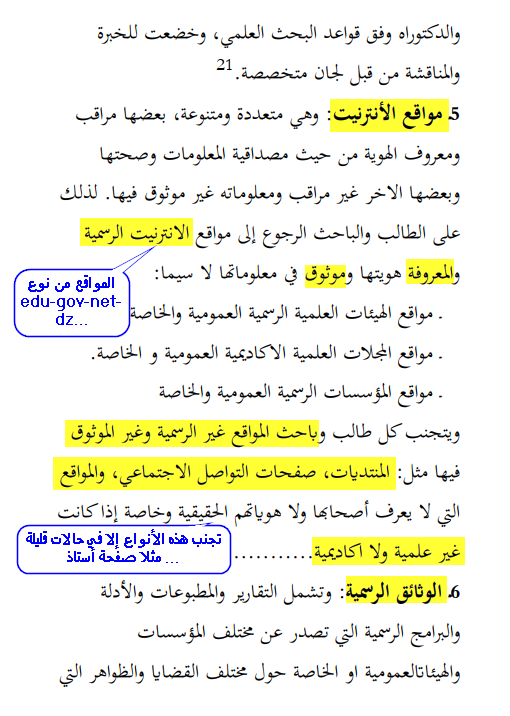 والدكتوراه وفق قواعد البحث العلمي، وخضعت للخبرة
والمناقشة من قبل لجان متخصصة.21
5. مواقع الأنترنيت: وهي متعددة ومتنوعة، بعضها مراقب
ومعروف الهوية من حيث مصداقية المعلومات وصحتها
وبعضها الاخر غير مراقب ومعلوماته غير موثوق فيها. لذلك
على الطالب والباحث الرجوع إلى مواقع الانترنيت الرسمية
والمعروفة هويتها وموثوق في معلوماتها لا سيما:
المواقع من نوع
edu-gov-net-
dz...
. مواقع الهيئات العلمية الرسمية العمومية والخاصة
. مواقع المجلات العلمية الاكاديمية العمومية و الخاصة.
. مواقع المؤسسات الرسمية العمومية والخاصة
ويتجنب كل طالب وباحث المواقع غير الرسمية وغير الموثوق
فيها مثل: المنتديات، صفحات التواصل الاجتماعي، والمواقع
التي لا يعرف أصحابها ولا هوياتهم الحقيقية وخاصة إذا كانت
غير علمية ولا اكاديمية...........
تجنب هذه الأنواع إلا في حالات قليلة
مثلا صفحة أستاذ ...
6. الوثائق الرسمية: وتشمل التقارير والمطبوعات والأدلة
والبرامج الرسمية التي تصدر عن مختلف المؤسسات
والهيئاتالعمومية او الخاصة حول مختلف القضايا والظواهر التي